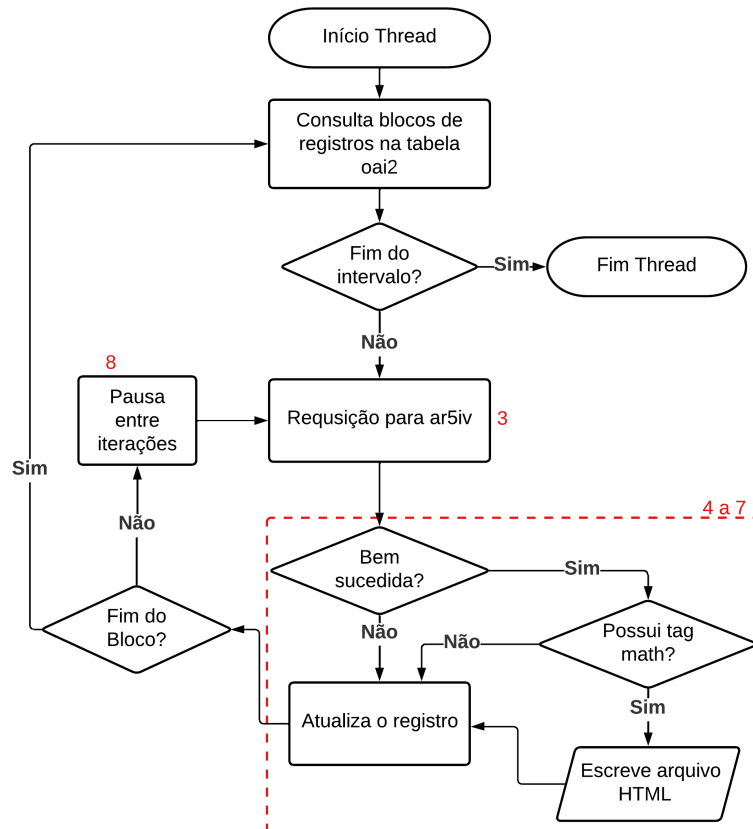 Início Thread
Consulta blocos de
registros na tabela
oai2
Fim do
intervalo?
Sim
Fim Thread
Não
8
Pausa
entre
iterações
Requsição para ar5iv
3
Sim
4 a 7
Não
Bem
sucedida?
Sim
Fim do
Bloco?
Não
Não
Possui tag
math?
Sim
Atualiza o registro
Escreve arquivo
HTML